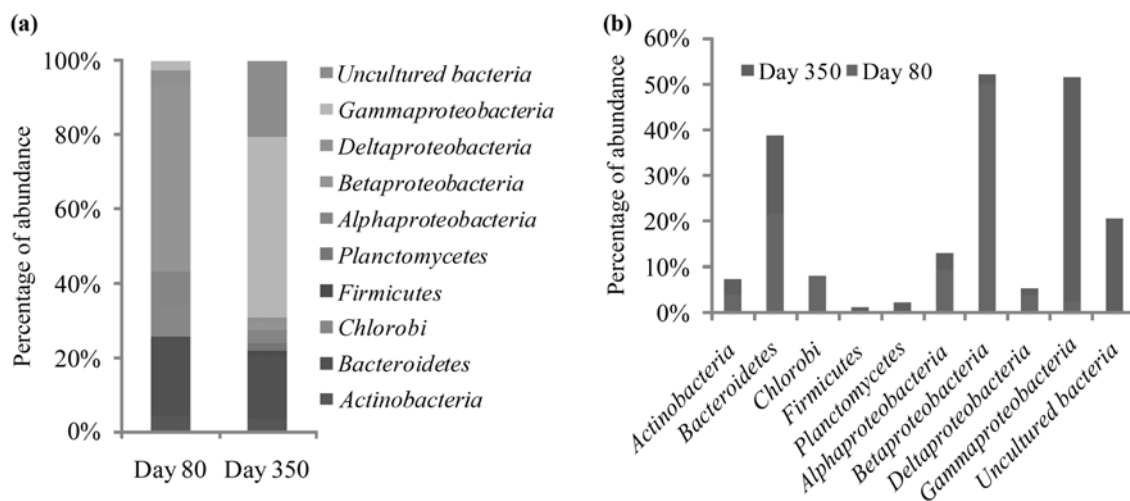 (a)
Percentage of abundance
100%
80%
60%
40%
20%
0%
Day 80 Day 350
Uncultured bacteria
Gammaproteobacteria
Deltaproteobacteria
Betaproteobacteria
Alphaproteobacteria
Planctomycetes
Firmicutes
Chlorobi
Bacteroidetes
Actinobacteria
(b)
Percentage of abundance
60%
50%
40%
30%
20%
10%
0%
Day 350 Day 80
Actinobacteria
Bacteroidetes
Chlorobi
Firmicutes
Planctomycetes
Alphaproteobacteria
Betaproteobacteria
Deltaproteobacteria
Gammaproteobacteria
Uncultured bacteria